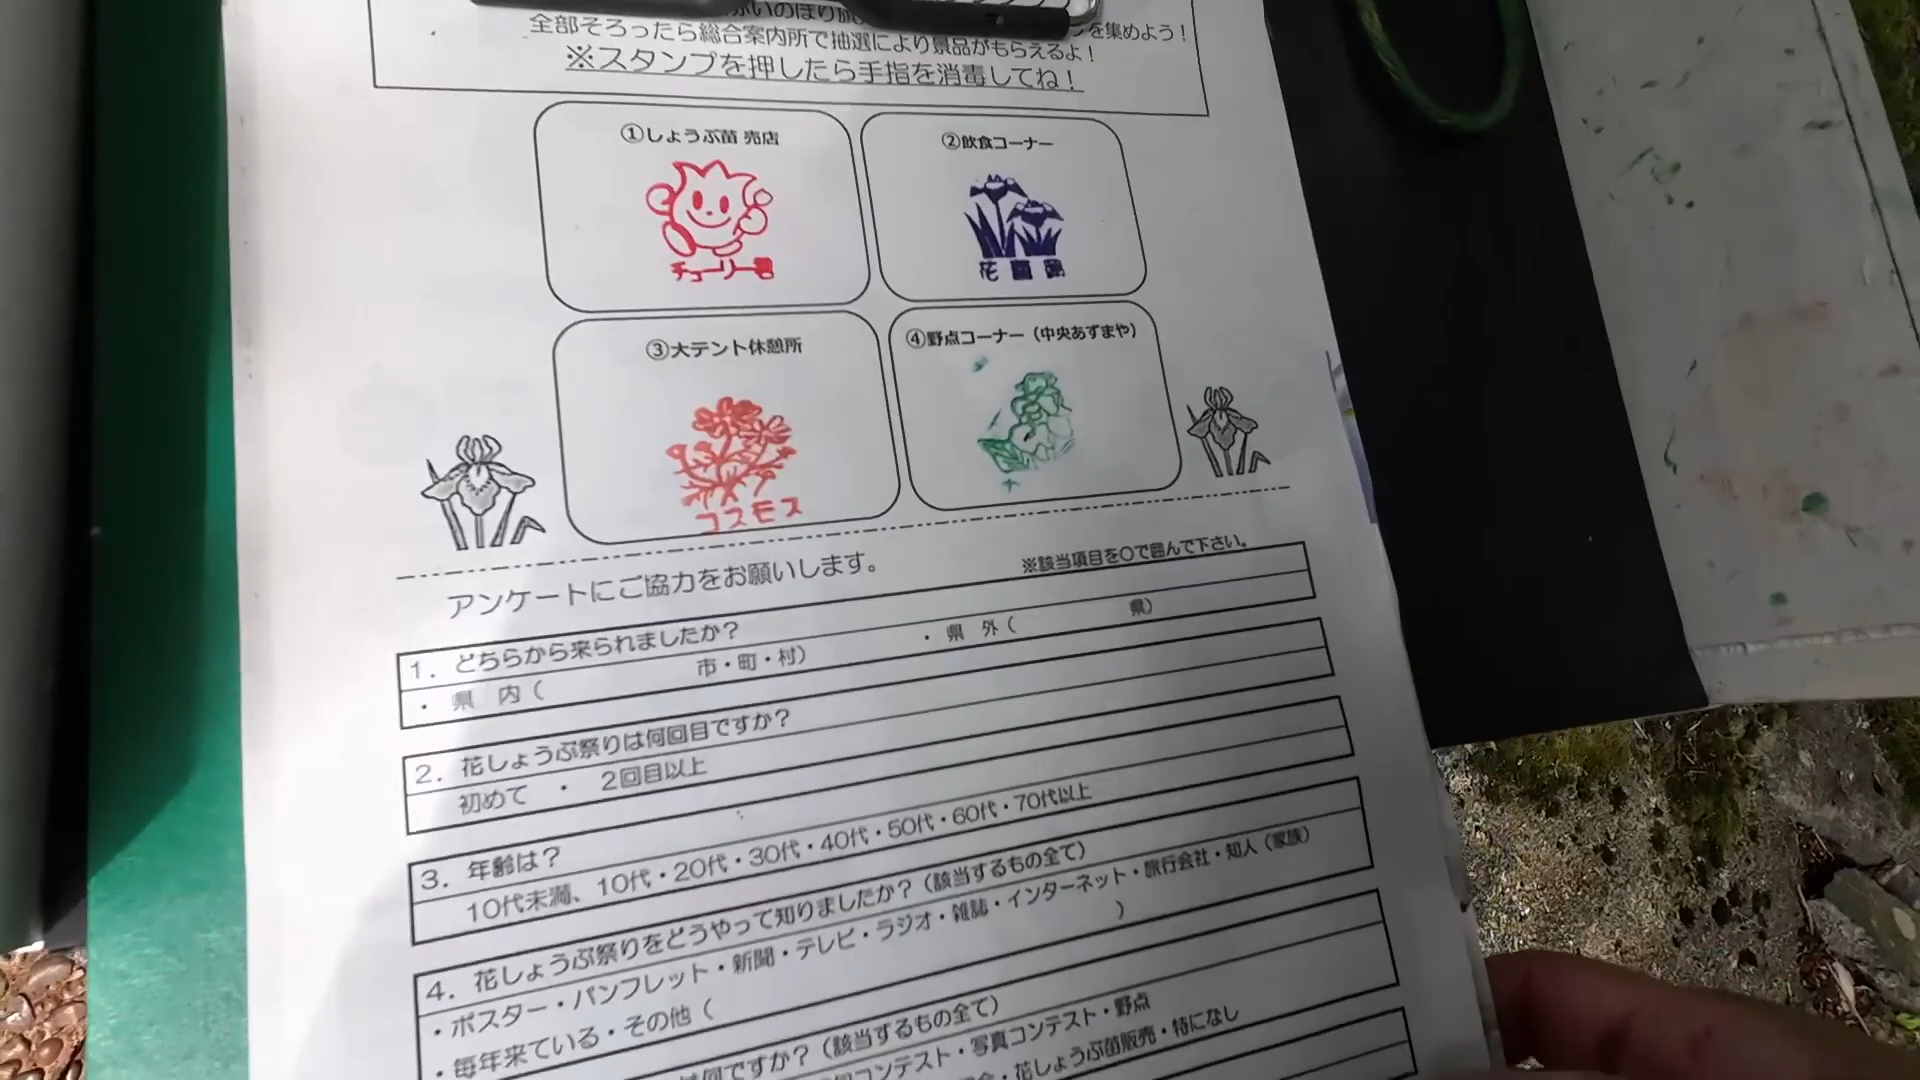 を集めよう！
全部そろったら総合案内所で抽選により景品がもらえるよ！
※スタンプを押したら手指を消毒してね！
①しょうぶ苗 売店
チューリー君
②飲食コーナー
花菖蒲
③大テント休憩所
コスモス
④野点コーナー（中央あずまや）
アンケートにご協力をお願いします。
※該当項目を○で囲んで下さい。
1．どちらから来られましたか？
・県 内（ 市・町・村） ・県 外（ 県）
2．花しょうぶ祭りは何回目ですか？
初めて ・ 2回目以上
3．年齢は？
10代未満、10代・20代・30代・40代・50代・60代・70代以上
4．花しょうぶ祭りをどうやって知りましたか？（該当するもの全て）
・ポスター・パンフレット・新聞・テレビ・ラジオ・雑誌・インターネット・旅行会社・知人（家族）
・毎年来ている・その他（ ）
は何ですか？（該当するもの全て）
コンテスト・写真コンテスト・野点
・花しょうぶ苗販売・特になし